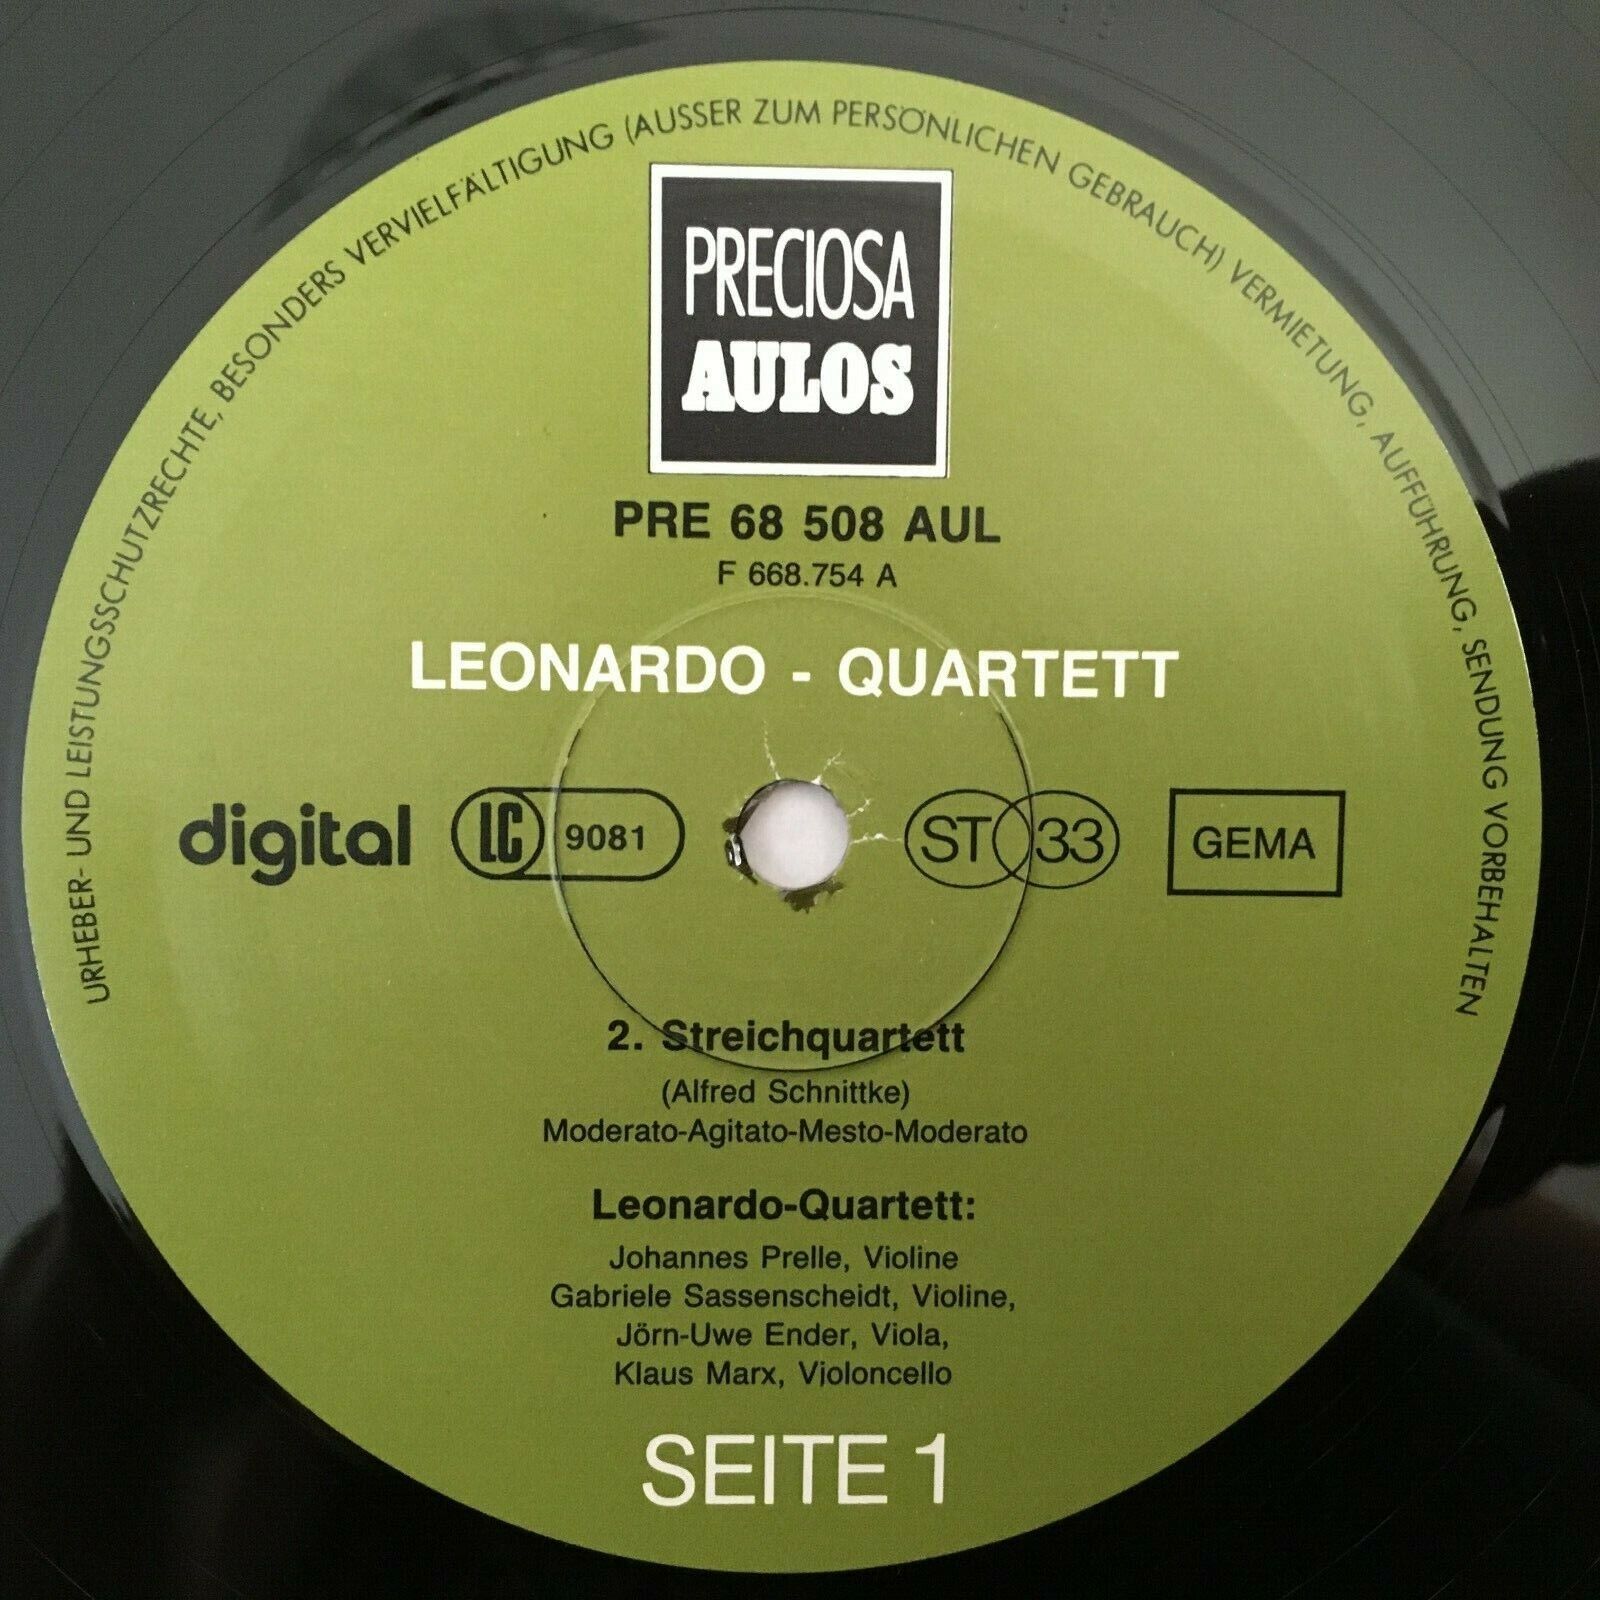 URHEBER- UND LEISTUNGSSCHUTZRECHTE, BESONDERS VERVIELFÄLTIGUNG (AUSSER ZUM PERSÖNLICHEN GEBRAUCH) VERMIETUNG, AUFFÜHRUNG, SENDUNG VORBEHALTEN
PRECIOSA
AULOS
PRE 68 508 AUL
F 668.754 A
LEONARDO - QUARTETT
digital LC 9081 ST 33 GEMA
2. Streichquartett
(Alfred Schnittke)
Moderato-Agitato-Mesto-Moderato
Leonardo-Quartett:
Johannes Prelle, Violine
Gabriele Sassenscheidt, Violine,
Jörn-Uwe Ender, Viola,
Klaus Marx, Violoncello
SEITE 1